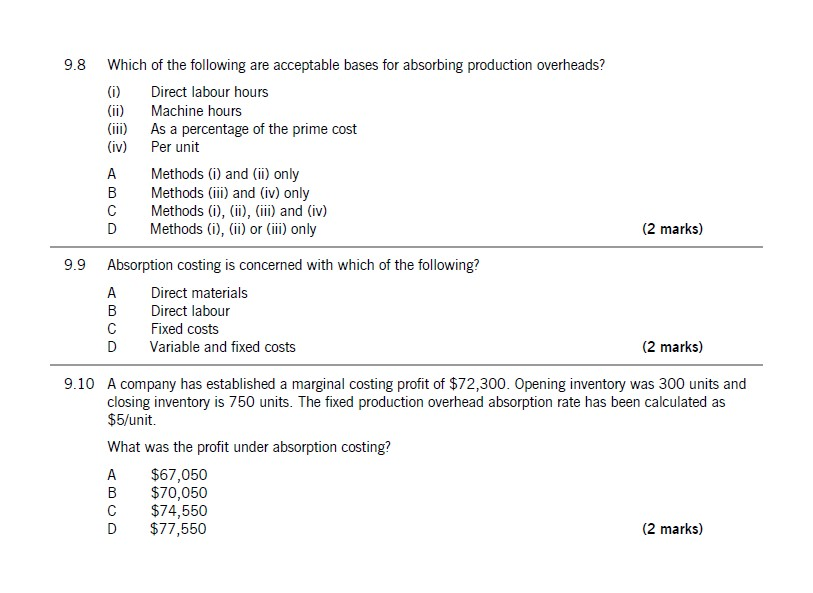 9.8 Which of the following are acceptable bases for absorbing production overheads?
(i) Direct labour hours
(ii) Machine hours
(iii) As a percentage of the prime cost
(iv) Per unit
A Methods (i) and (ii) only
B Methods (iii) and (iv) only
C Methods (i), (ii), (iii) and (iv)
D Methods (i), (ii) or (iii) only (2 marks)
9.9 Absorption costing is concerned with which of the following?
A Direct materials
B Direct labour
C Fixed costs
D Variable and fixed costs (2 marks)
9.10 A company has established a marginal costing profit of $72,300. Opening inventory was 300 units and
closing inventory is 750 units. The fixed production overhead absorption rate has been calculated as
$5/unit.
What was the profit under absorption costing?
A $67,050
B $70,050
C $74,550
D $77,550 (2 marks)